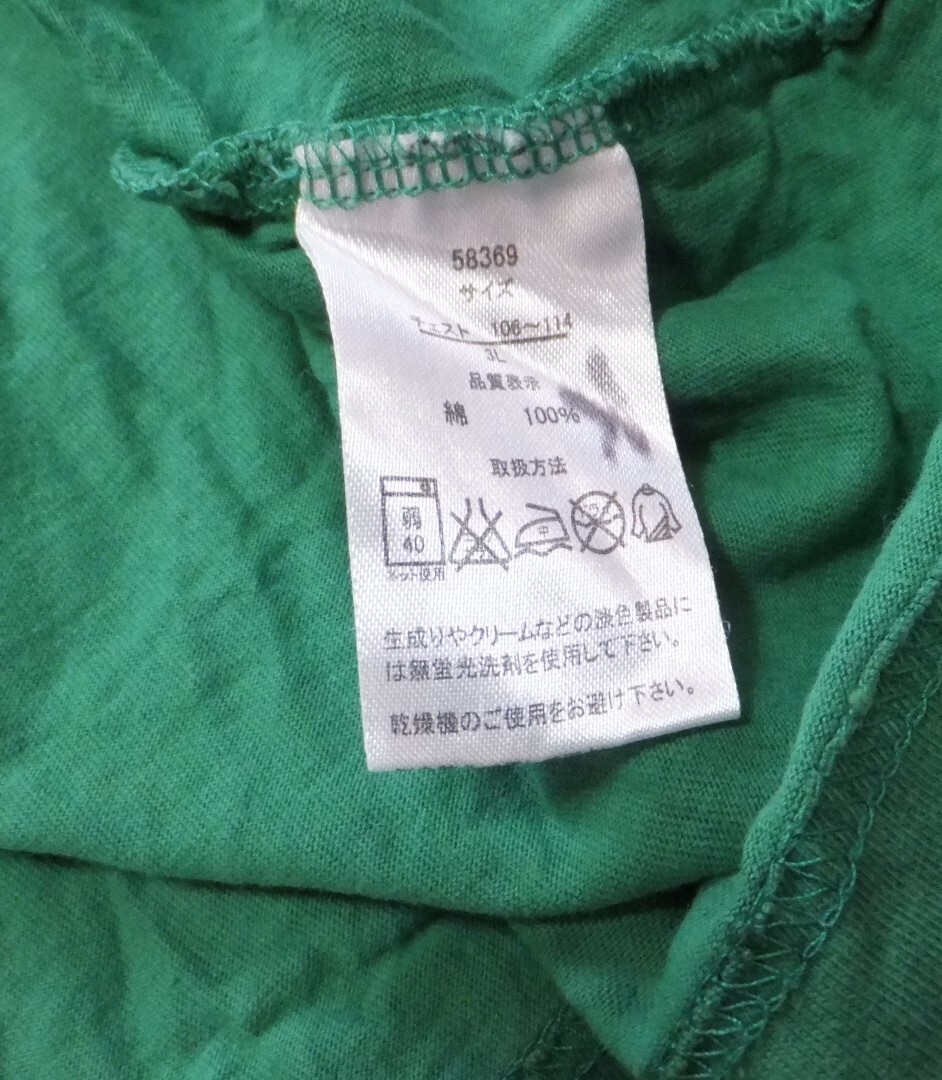 58369
サイズ
106〜114
3L
品質表示
綿 100%
取扱方法
弱
40
ネット使用
生成りやクリームなどの淡色製品に
は無蛍光洗剤を使用して下さい。
乾燥機のご使用をお避け下さい。